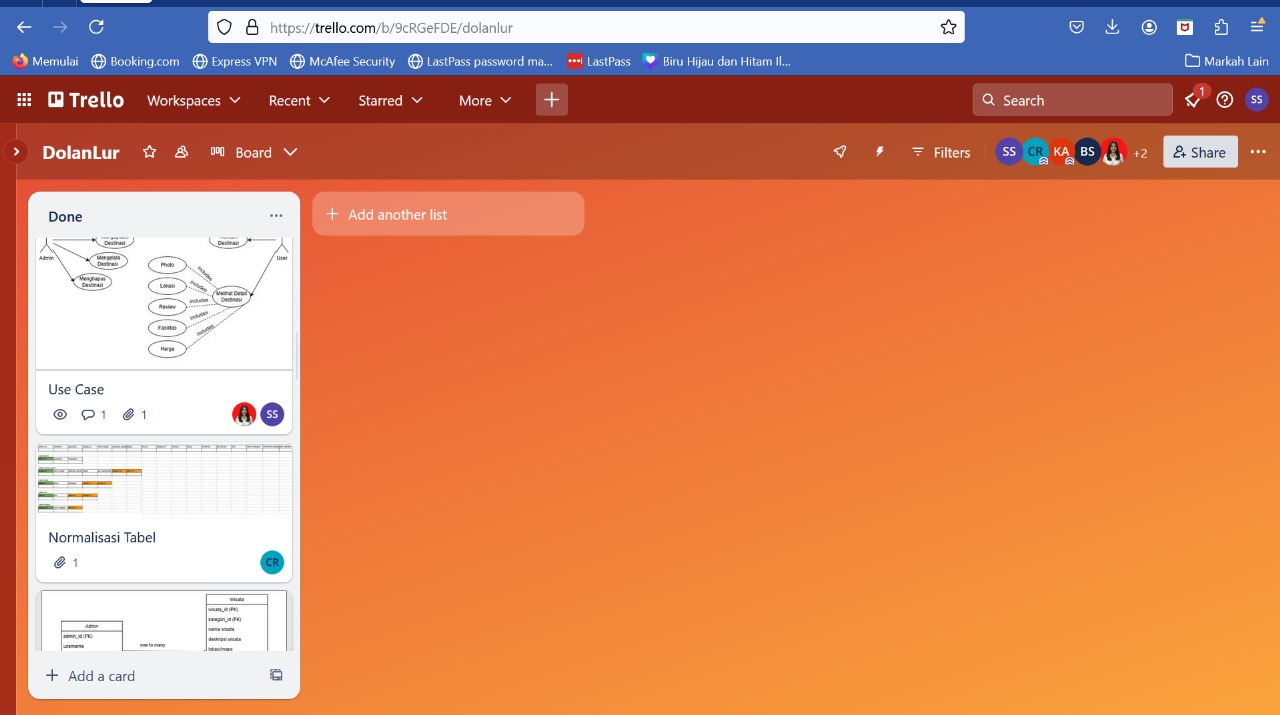 https://trello.com/b/9cRGeFDE/dolanlur
Memulai Booking.com Express VPN McAfee Security LastPass password ma... LastPass Biru Hijau dan Hitam Il... Markah Lain
Trello Workspaces Recent Starred More + Search 1 SS
DolanLur Board Filters SS CR KA BS +2 Share
Done
+ Add another list
Destinasi Destinasi
Admin User
Mengelola
Destinasi
Menghapus
Destinasi
Photo includes
Lokasi includes
Melihat Detail
Destinasi
Review includes
Fasilitas includes
Harga includes
Use Case
1 1 SS
Normalisasi Tabel
1 CR
Wisata
wisata_id (PK)
kategori_id (PK)
nama wisata
deskripsi wisata
lokasi/maps
Admin
admin_id (PK)
username
one to many
+ Add a card